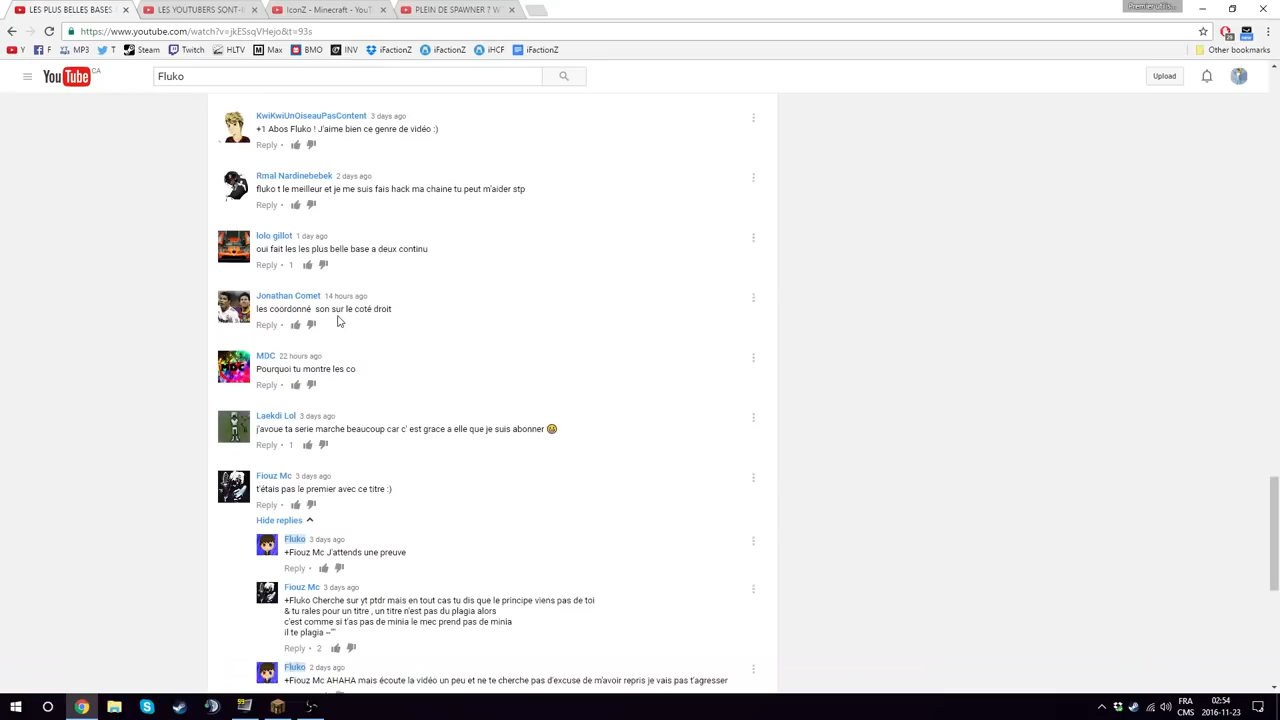 LES PLUS BELLES BASES
LES YOUTUBERS SONT-I
IconZ - Minecraft - YouT
PLEIN DE SPAWNER ? W
https://www.youtube.com/watch?v=jkESsqVHejo&t=93s
Y F MP3 T Steam Twitch HLTV Max BMO INV iFactionZ iFactionZ iHCF iFactionZ Other bookmarks
YouTube CA Fluko Upload
KwiKwiUnOiseauPasContent 3 days ago
+1 Abos Fluko ! J'aime bien ce genre de vidéo :)
Reply •
Rmal Nardinebebek 2 days ago
fluko t le meilleur et je me suis fais hack ma chaine tu peut m'aider stp
Reply •
lolo gillot 1 day ago
oui fait les les plus belle base a deux continu
Reply • 1
Jonathan Comet 14 hours ago
les coordonné son sur le coté droit
Reply •
MDC 22 hours ago
Pourquoi tu montre les co
Reply •
Laekdi Lol 3 days ago
j'avoue ta serie marche beaucoup car c' est grace a elle que je suis abonner
Reply • 1
Fiouz Mc 3 days ago
t'étais pas le premier avec ce titre :)
Reply •
Hide replies
Fluko 3 days ago
+Fiouz Mc J'attends une preuve
Reply •
Fiouz Mc 3 days ago
+Fluko Cherche sur yt ptdr mais en tout cas tu dis que le principe viens pas de toi
& tu rales pour un titre , un titre n'est pas du plagia alors
c'est comme si t'as pas de minia le mec prend pas de minia
il te plagia --""
Reply • 2
Fluko 2 days ago
+Fiouz Mc AHAHA mais écoute la vidéo un peu et ne te cherche pas d'excuse de m'avoir repris je vais pas t'agresser
FRA 02:54
CMS 2016-11-23